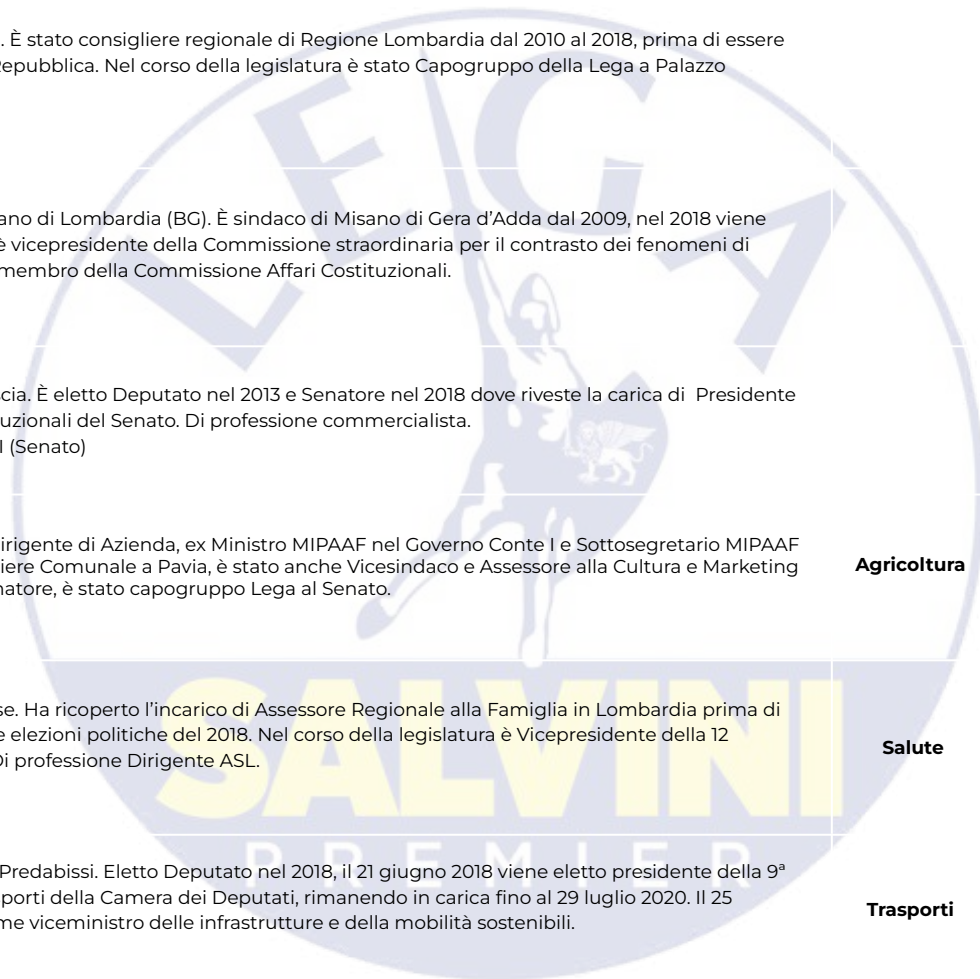 . È stato consigliere regionale di Regione Lombardia dal 2010 al 2018, prima di essere
Repubblica. Nel corso della legislatura è stato Capogruppo della Lega a Palazzo
ano di Lombardia (BG). È sindaco di Misano di Gera d'Adda dal 2009, nel 2018 viene
è vicepresidente della Commissione straordinaria per il contrasto dei fenomeni di
membro della Commissione Affari Costituzionali.
cia. È eletto Deputato nel 2013 e Senatore nel 2018 dove riveste la carica di Presidente
uzionali del Senato. Di professione commercialista.
I (Senato)
irigente di Azienda, ex Ministro MIPAAF nel Governo Conte I e Sottosegretario MIPAAF
iere Comunale a Pavia, è stato anche Vicesindaco e Assessore alla Cultura e Marketing
natore, è stato capogruppo Lega al Senato.
Agricoltura
se. Ha ricoperto l'incarico di Assessore Regionale alla Famiglia in Lombardia prima di
e elezioni politiche del 2018. Nel corso della legislatura è Vicepresidente della 12
Di professione Dirigente ASL.
Salute
Predabissi. Eletto Deputato nel 2018, il 21 giugno 2018 viene eletto presidente della 9ª
sporti della Camera dei Deputati, rimanendo in carica fino al 29 luglio 2020. Il 25
me viceministro delle infrastrutture e della mobilità sostenibili.
Trasporti
LEGA
SALVINI
PREMIER